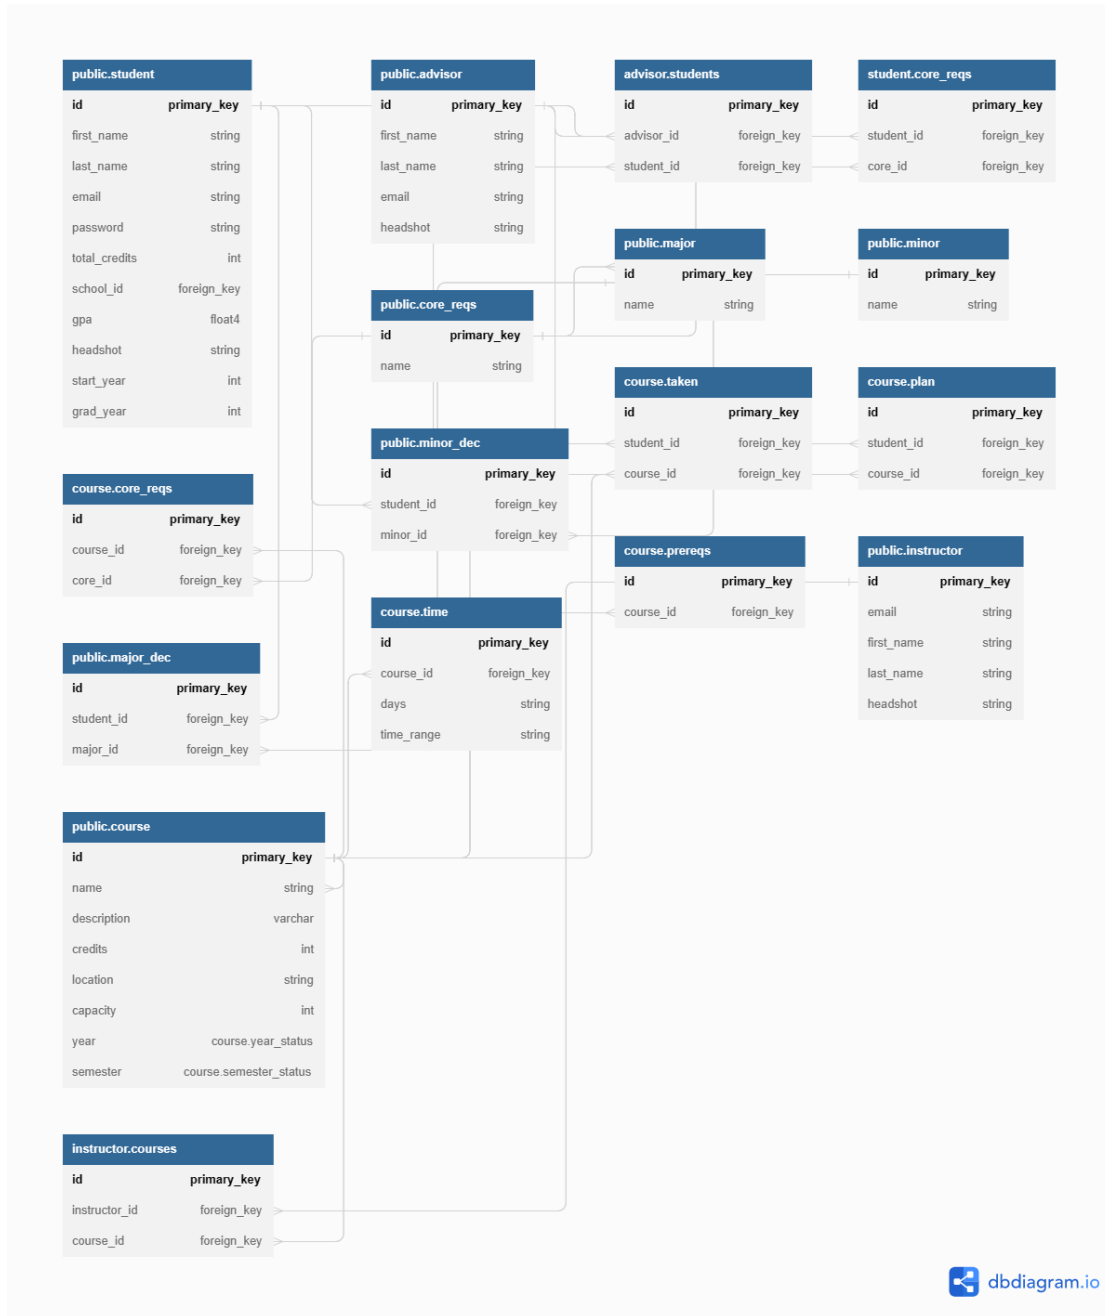 public.student
id primary_key
first_name string
last_name string
email string
password string
total_credits int
school_id foreign_key
gpa float4
headshot string
start_year int
grad_year int
public.advisor
id primary_key
first_name string
last_name string
email string
headshot string
advisor.students
id primary_key
advisor_id foreign_key
student_id foreign_key
student.core_reqs
id primary_key
student_id foreign_key
core_id foreign_key
public.major
id primary_key
name string
public.minor
id primary_key
name string
public.core_reqs
id primary_key
name string
course.taken
id primary_key
student_id foreign_key
course_id foreign_key
course.plan
id primary_key
student_id foreign_key
course_id foreign_key
public.minor_dec
id primary_key
student_id foreign_key
minor_id foreign_key
course.core_reqs
id primary_key
course_id foreign_key
core_id foreign_key
course.prereqs
id primary_key
course_id foreign_key
public.instructor
id primary_key
email string
first_name string
last_name string
headshot string
course.time
id primary_key
course_id foreign_key
days string
time_range string
public.major_dec
id primary_key
student_id foreign_key
major_id foreign_key
public.course
id primary_key
name string
description varchar
credits int
location string
capacity int
year course.year_status
semester course.semester_status
instructor.courses
id primary_key
instructor_id foreign_key
course_id foreign_key
dbdiagram.io